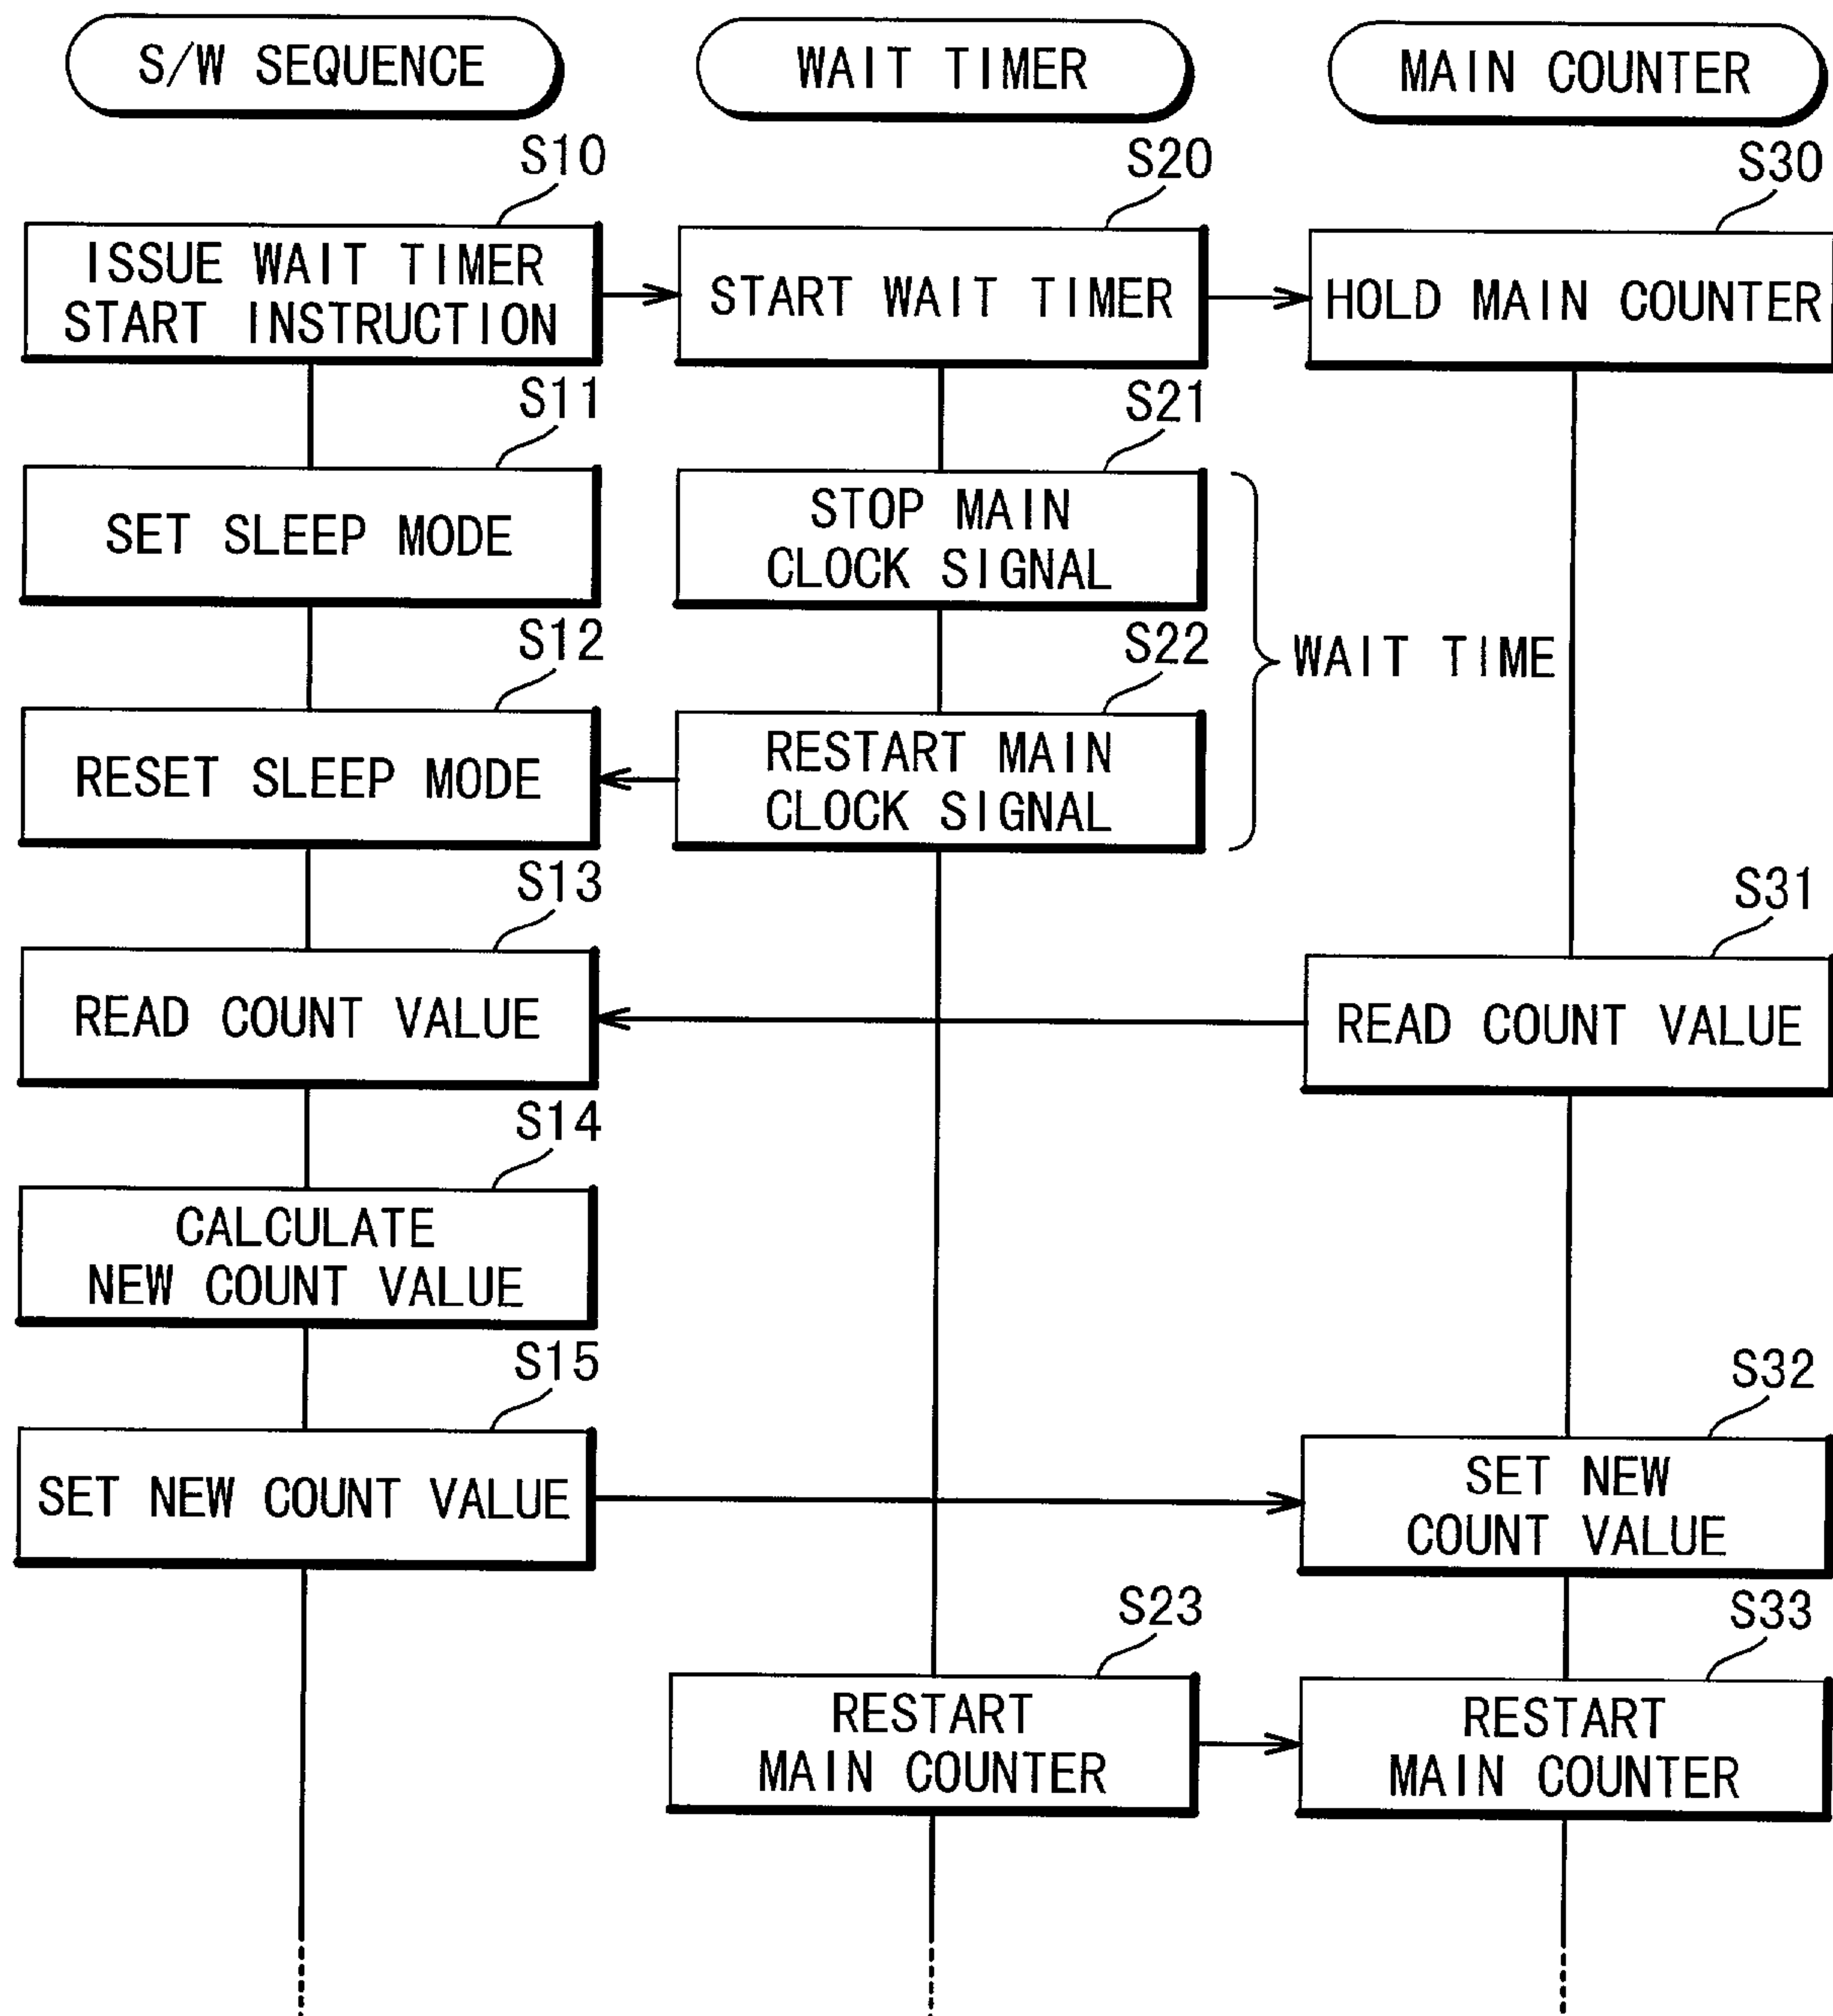 S/W SEQUENCE
WAIT TIMER
MAIN COUNTER
S10
S20
S30
ISSUE WAIT TIMER
START INSTRUCTION
START WAIT TIMER
HOLD MAIN COUNTER
S11
S21
SET SLEEP MODE
STOP MAIN
CLOCK SIGNAL
WAIT TIME
S12
S22
RESET SLEEP MODE
RESTART MAIN
CLOCK SIGNAL
S13
S31
READ COUNT VALUE
READ COUNT VALUE
S14
CALCULATE
NEW COUNT VALUE
S15
S32
SET NEW COUNT VALUE
SET NEW
COUNT VALUE
S23
S33
RESTART
MAIN COUNTER
RESTART
MAIN COUNTER